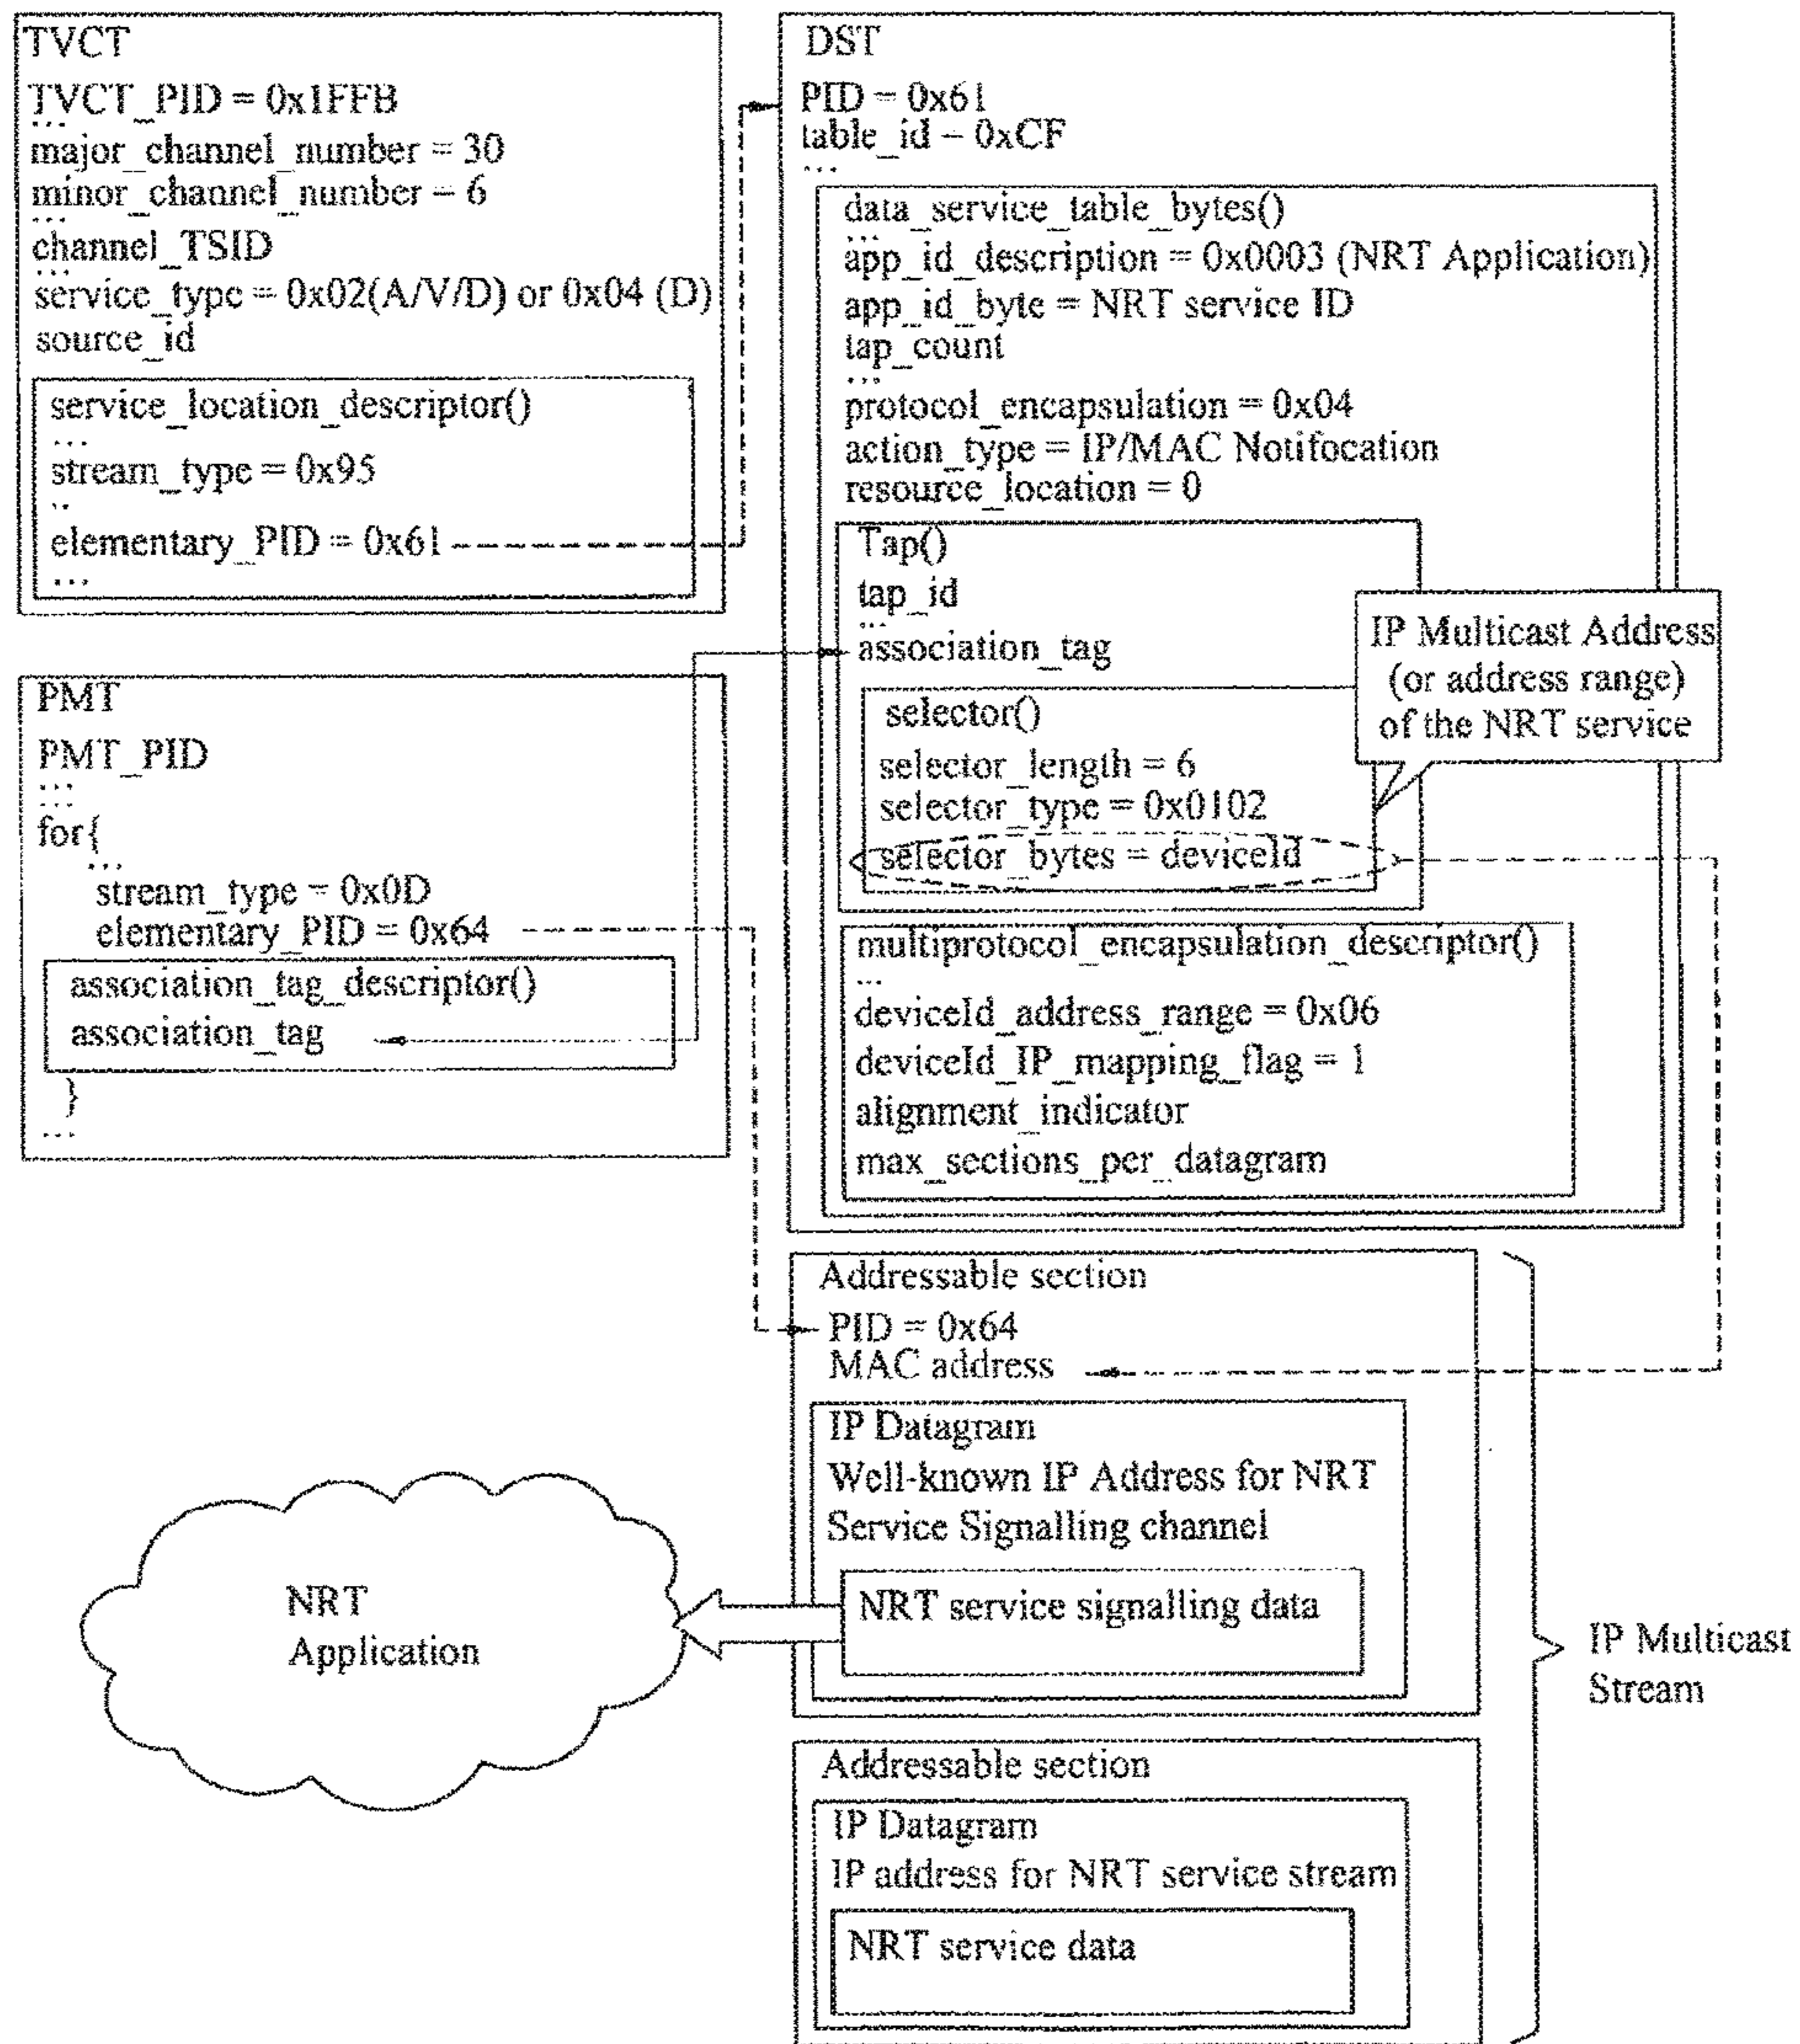 TVCT
TVCT_PID = 0x1FFB
...
major_channel_number = 30
minor_channel_number = 6
...
channel_TSID
...
service_type = 0x02(A/V/D) or 0x04 (D)
source_id
service_location_descriptor()
...
stream_type = 0x95
..
elementary_PID = 0x61
...
PMT
PMT_PID
...
...
for{
...
stream_type = 0x0D
elementary_PID = 0x64
association_tag_descriptor()
association_tag
}
...
DST
PID = 0x61
table_id = 0xCF
...
data_service_table_bytes()
...
app_id_description = 0x0003 (NRT Application)
app_id_byte = NRT service ID
tap_count
...
protocol_encapsulation = 0x04
action_type = IP/MAC Notifocation
resource_location = 0
Tap()
tap_id
...
association_tag
selector()
selector_length = 6
selector_type = 0x0102
selector_bytes = deviceId
IP Multicast Address
(or address range)
of the NRT service
multiprotocol_encapsulation_descriptor()
...
deviceId_address_range = 0x06
deviceId_IP_mapping_flag = 1
alignment_indicator
max_sections_per_datagram
Addressable section
PID = 0x64
MAC address
IP Datagram
Well-known IP Address for NRT
Service Signalling channel
NRT service signalling data
NRT
Application
IP Multicast
Stream
Addressable section
IP Datagram
IP address for NRT service stream
NRT service data